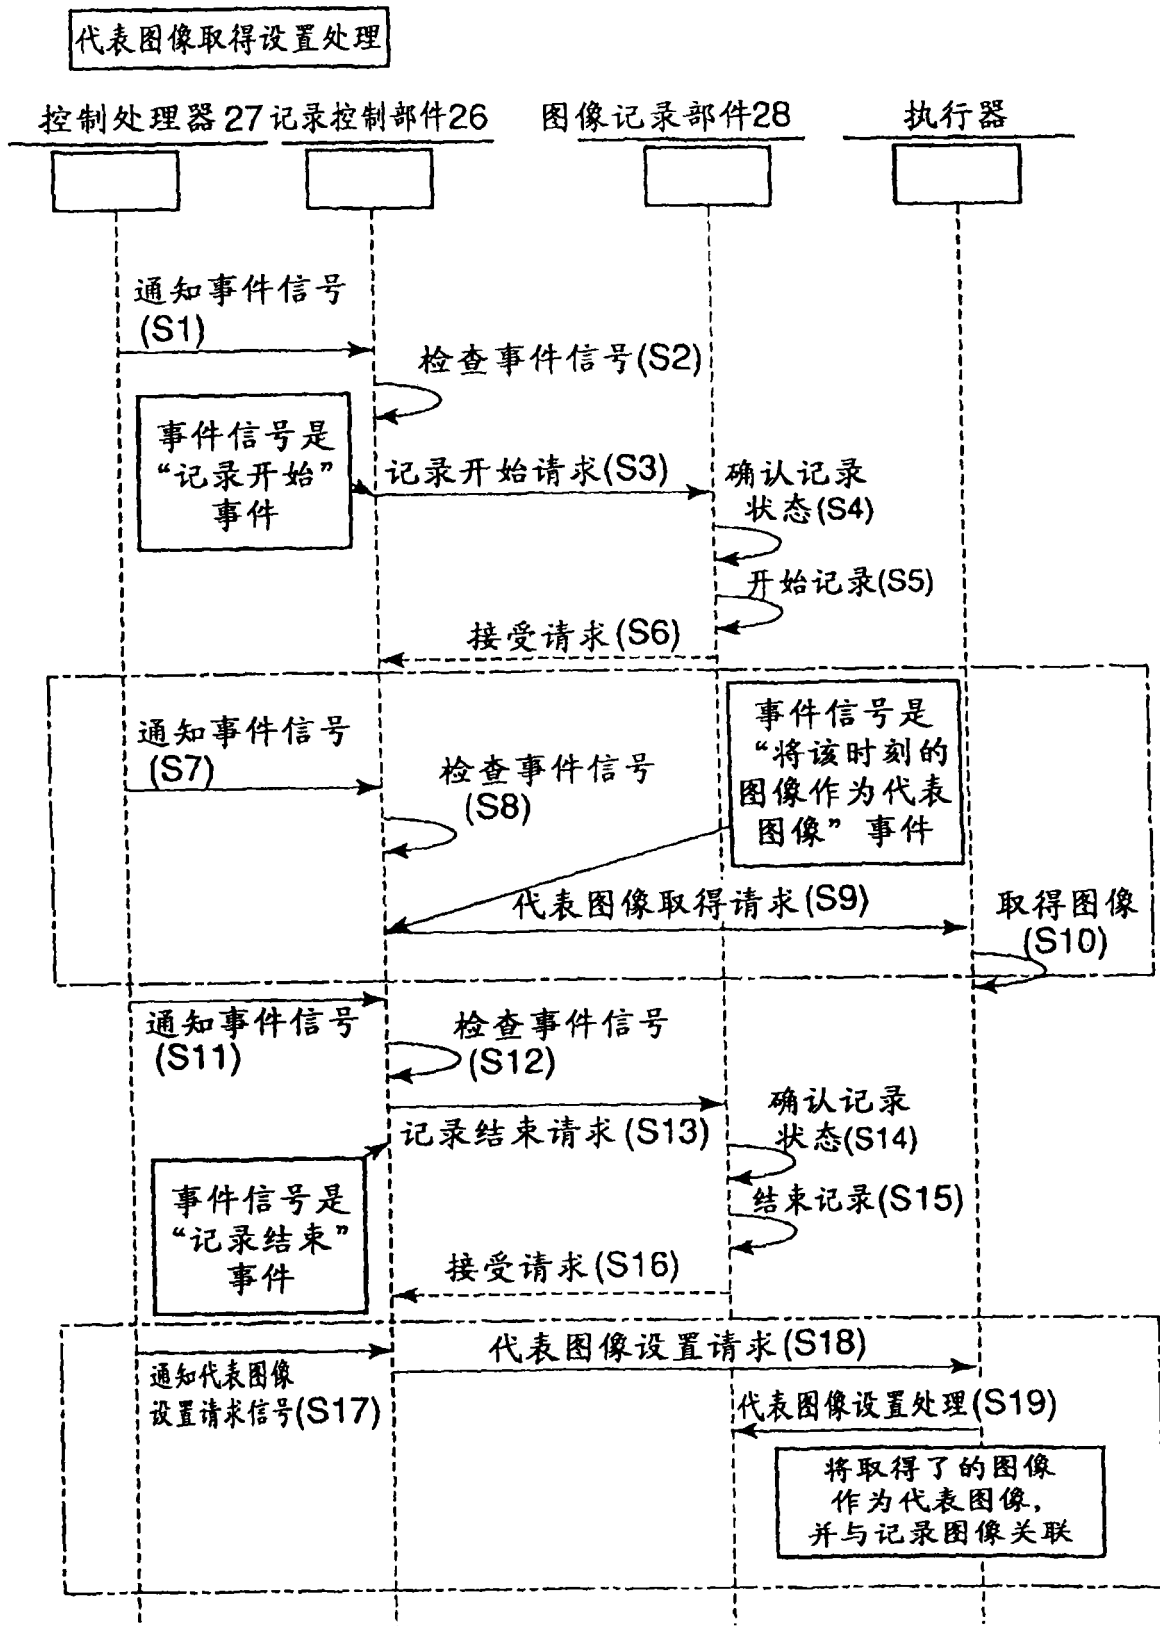 代表图像取得设置处理
控制处理器27 记录控制部件26 图像记录部件28 执行器
通知事件信号
(S1)
检查事件信号(S2)
事件信号是
“记录开始”
事件
记录开始请求(S3)
确认记录
状态(S4)
开始记录(S5)
接受请求(S6)
事件信号是
“将该时刻的
图像作为代表
图像”事件
通知事件信号
(S7)
检查事件信号
(S8)
代表图像取得请求(S9)
取得图像
(S10)
通知事件信号
(S11)
检查事件信号
(S12)
记录结束请求(S13)
确认记录
状态(S14)
事件信号是
“记录结束”
事件
结束记录(S15)
接受请求(S16)
代表图像设置请求(S18)
通知代表图像
设置请求信号(S17)
代表图像设置处理(S19)
将取得了的图像
作为代表图像,
并与记录图像关联